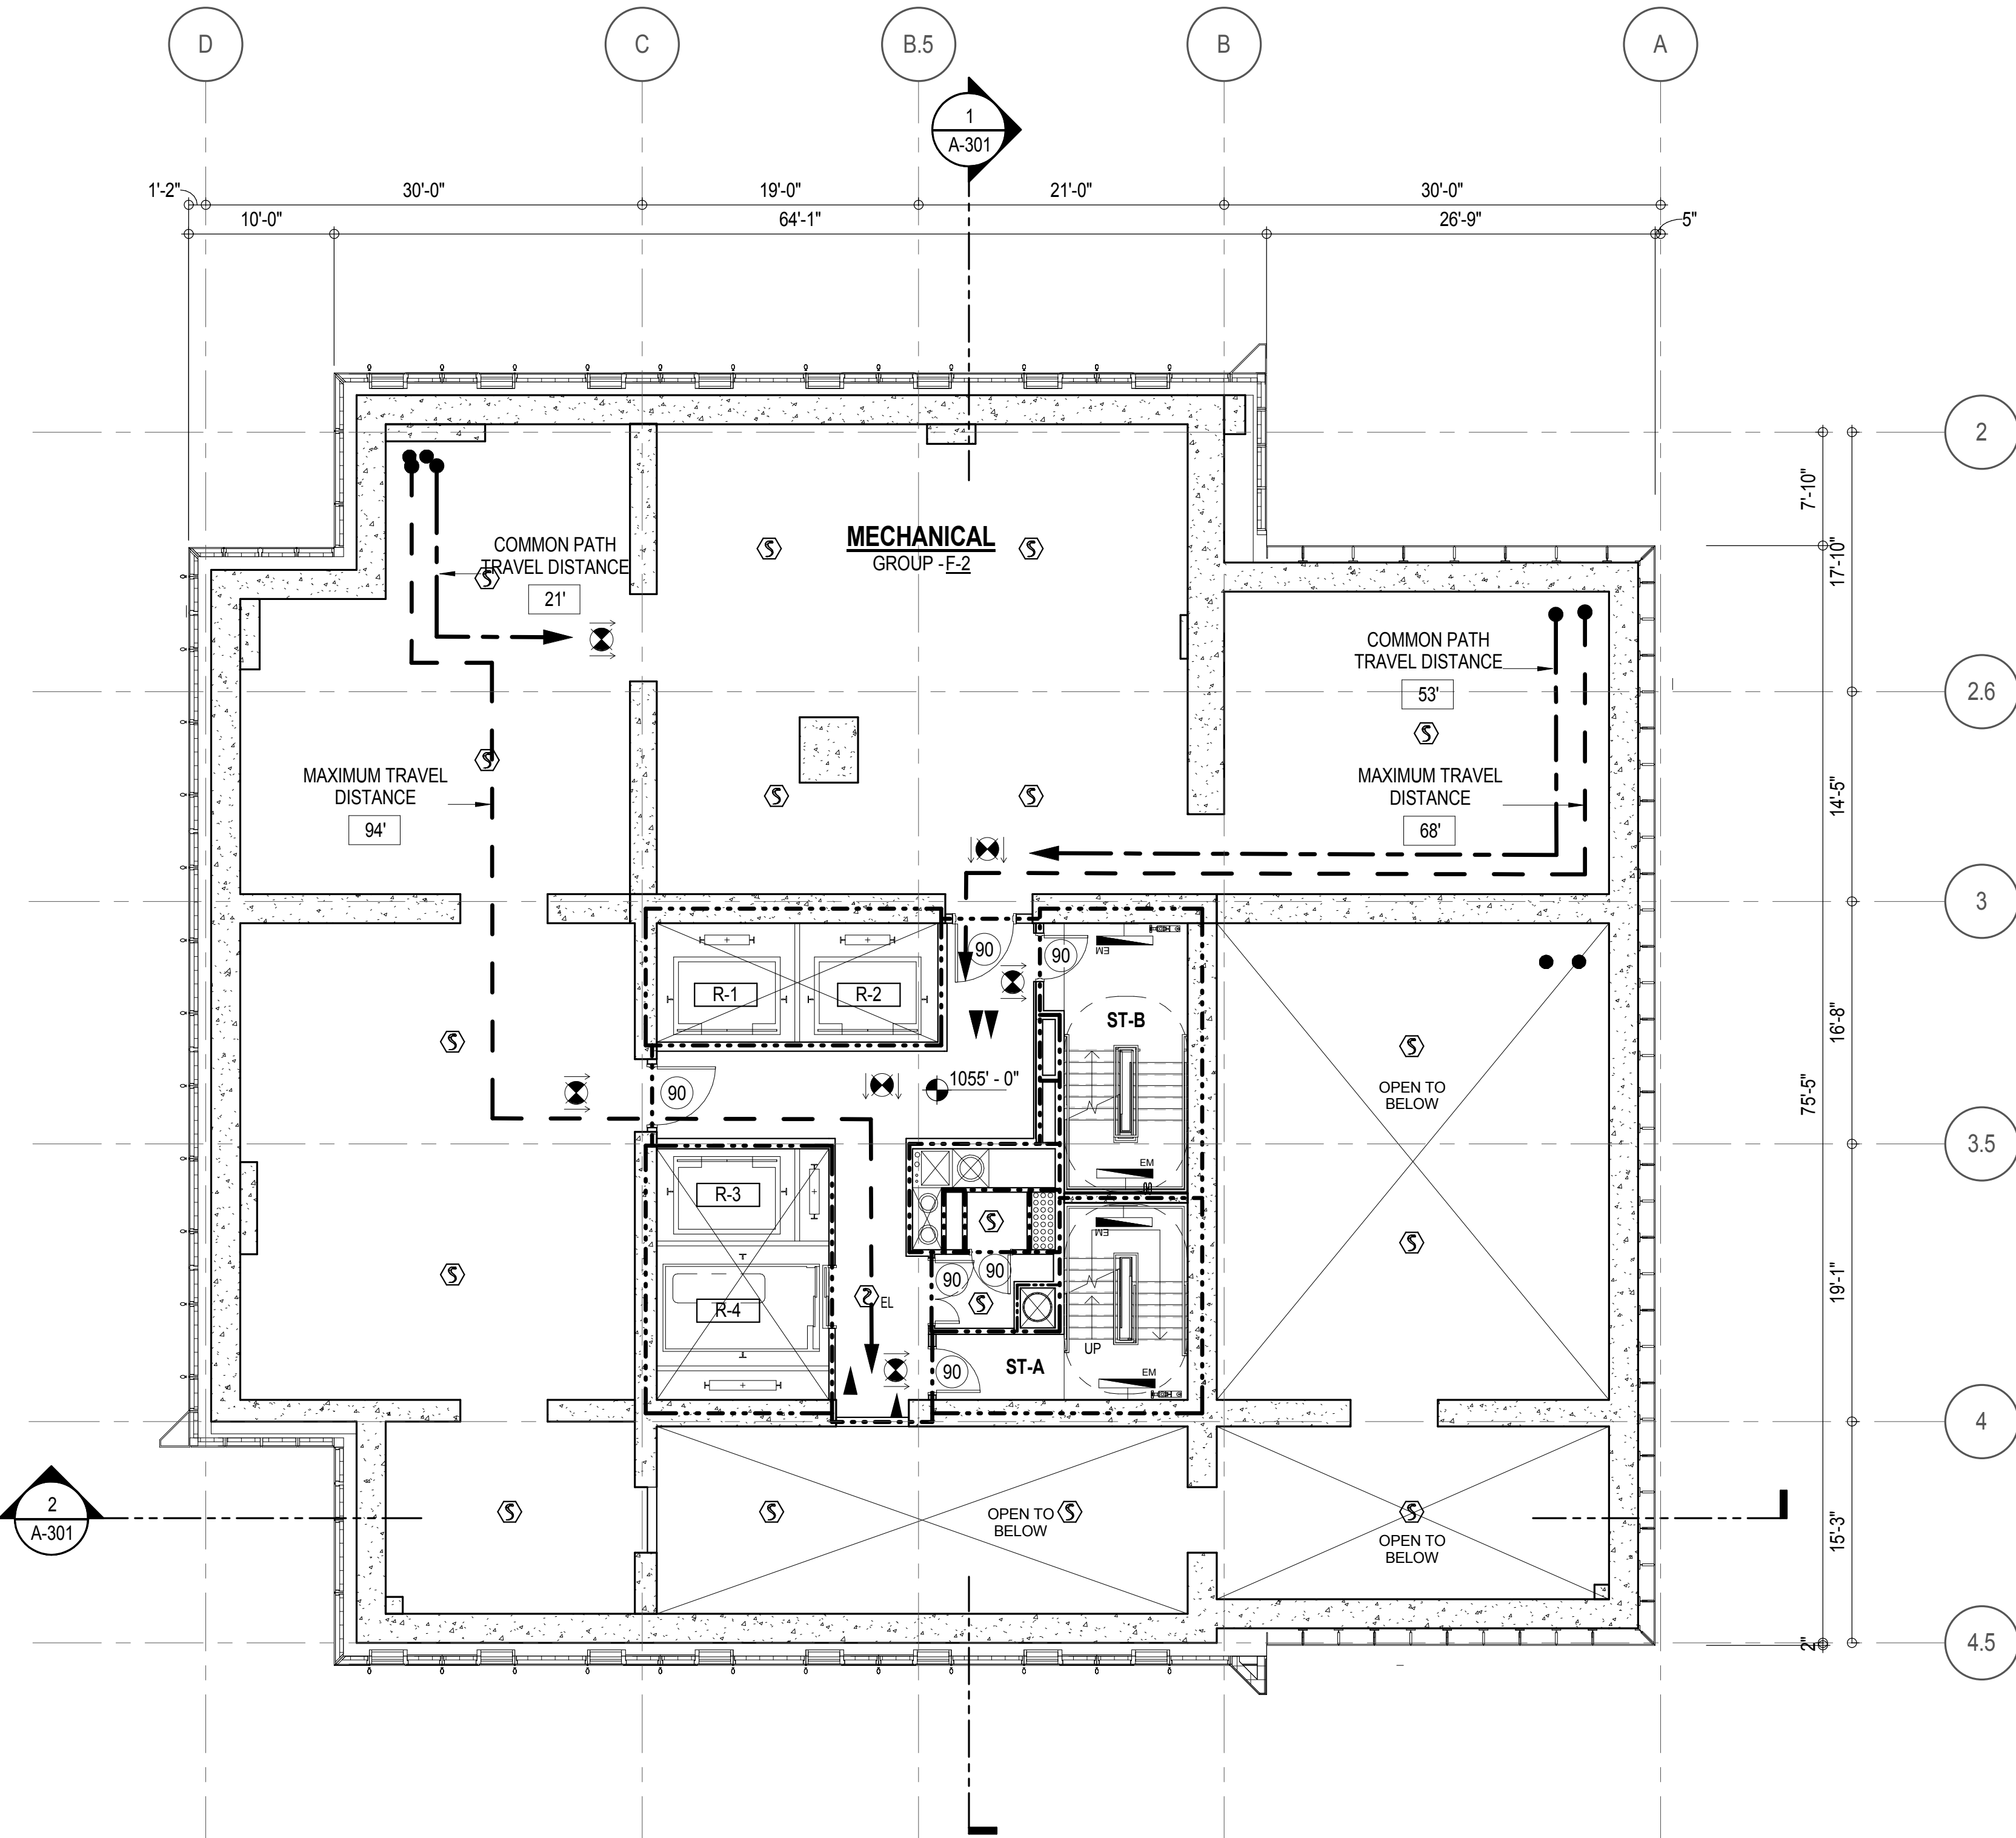 D
C
B.5
B
A
1
A-301
1'-2"
30'-0"
19'-0"
21'-0"
30'-0"
10'-0"
64'-1"
26'-9"
5"
2
7'-10"
17'-10"
MECHANICAL
GROUP - F-2
COMMON PATH
TRAVEL DISTANCE
21'
S
S
S
COMMON PATH
TRAVEL DISTANCE
53'
2.6
S
S
MAXIMUM TRAVEL
DISTANCE
94'
S
S
MAXIMUM TRAVEL
DISTANCE
68'
14'-5"
3
90
90
EM
R-1
R-2
ST-B
S
S
16'-8"
OPEN TO
BELOW
90
1055' - 0"
75'-5"
3.5
EM
R-3
S
EM
S
S
90
90
R-4
S
EL
S
19'-1"
UP
90
ST-A
EM
4
2
A-301
S
S
OPEN TO
BELOW
S
S
OPEN TO
BELOW
15'-3"
2"
4.5